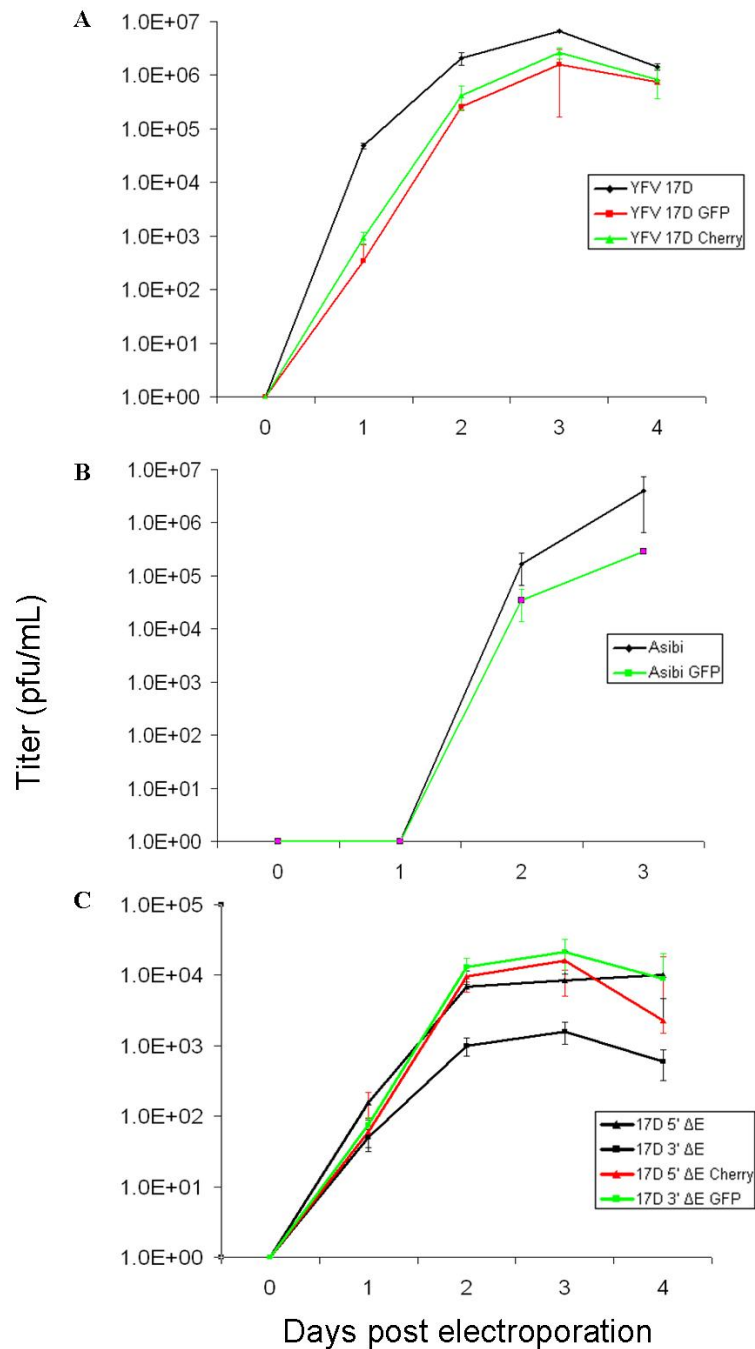 A
1.0E+07
1.0E+06
1.0E+05
1.0E+04
1.0E+03
1.0E+02
1.0E+01
1.0E+00
0 1 2 3 4
YFV 17D
YFV 17D GFP
YFV 17D Cherry
B
1.0E+07
1.0E+06
1.0E+05
1.0E+04
1.0E+03
1.0E+02
1.0E+01
1.0E+00
0 1 2 3
Asibi
Asibi GFP
Titer (pfu/mL)
C
1.0E+05
1.0E+04
1.0E+03
1.0E+02
1.0E+01
1.0E+00
0 1 2 3 4
17D 5' ΔE
17D 3' ΔE
17D 5' ΔE Cherry
17D 3' ΔE GFP
Days post electroporation